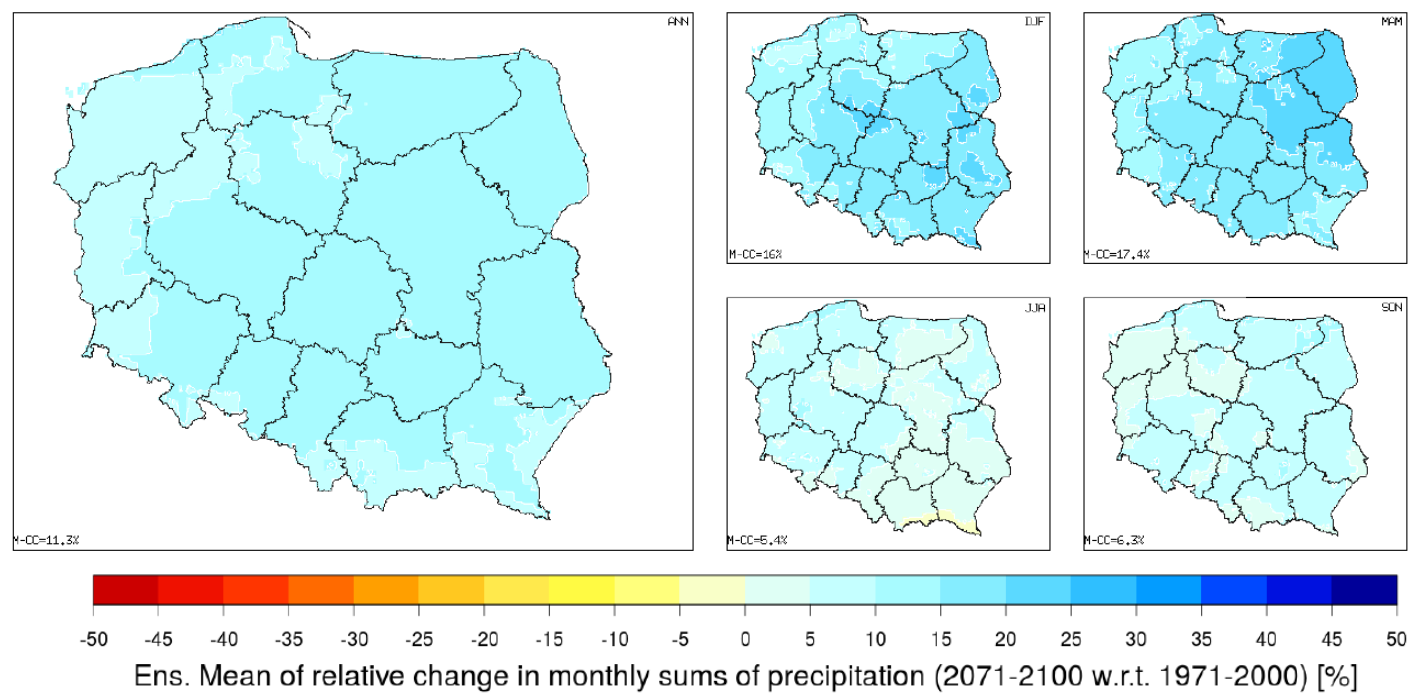 ANN
DJF
MAM
M-CC=16%
M-CC=17.4%
JJA
SON
M-CC=11.3%
M-CC=5.4%
M-CC=6.3%
-50 -45 -40 -35 -30 -25 -20 -15 -10 -5 0 5 10 15 20 25 30 35 40 45 50
Ens. Mean of relative change in monthly sums of precipitation (2071-2100 w.r.t. 1971-2000) [%]